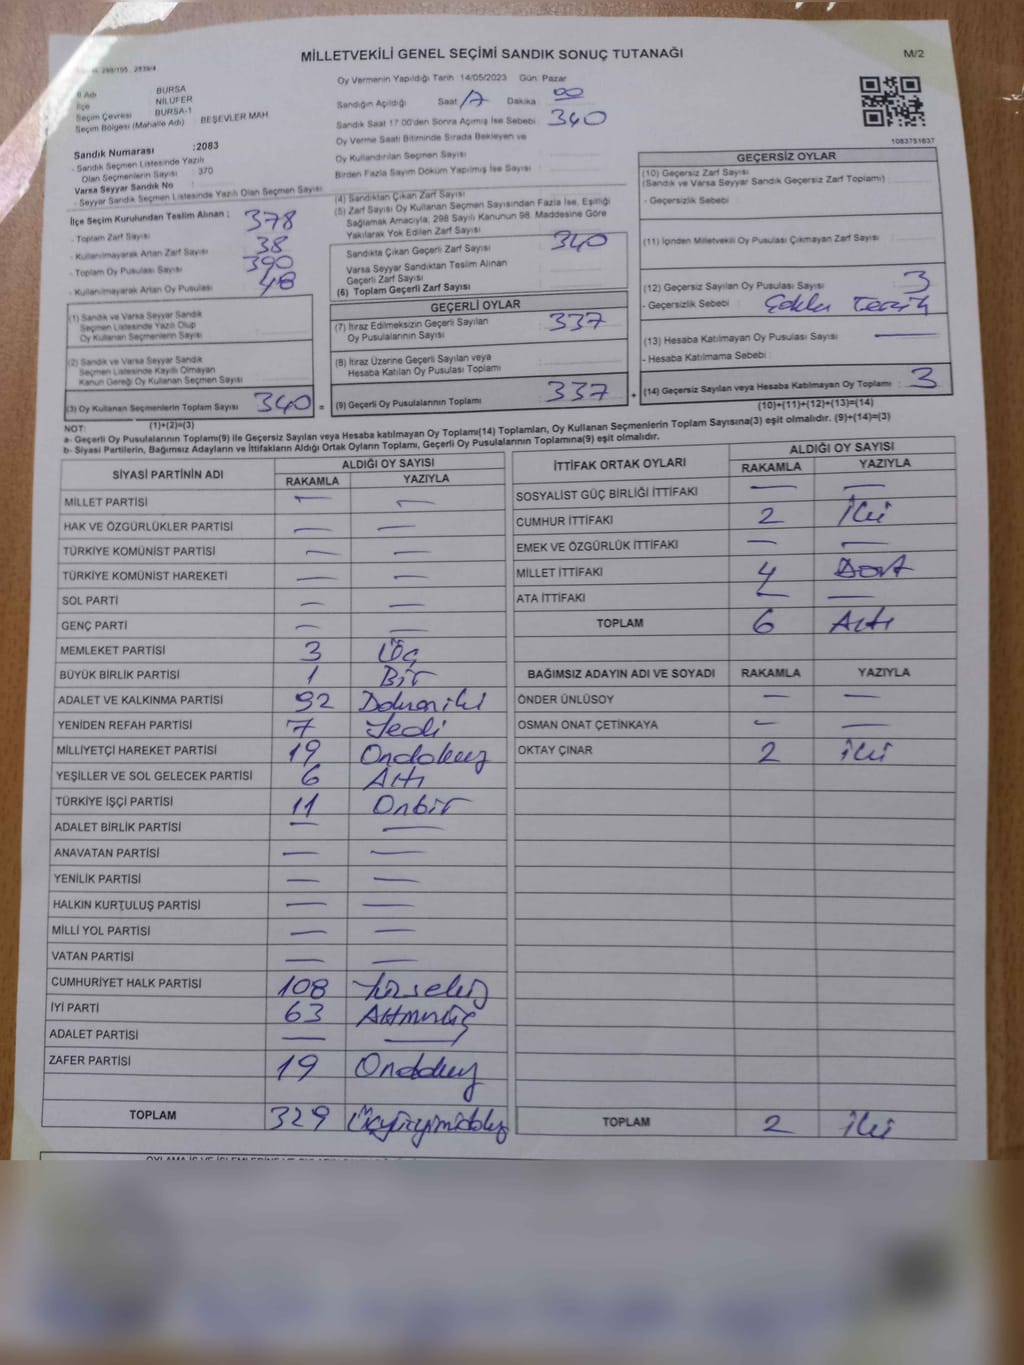 MİLLETVEKİLİ GENEL SEÇİMİ SANDIK SONUÇ TUTANAĞI
M/2
İl Adı BURSA
İlçe NİLÜFER
Seçim Çevresi BURSA-1
Seçim Bölgesi (Mahalle Adı) BEŞEVLER MAH.
Sandık Numarası :2083
- Sandık Seçmen Listesinde Yazılı
Olan Seçmenlerin Sayısı 370
Varsa Seyyar Sandık No :
- Seyyar Sandık Seçmen Listesinde Yazılı Olan Seçmen Sayısı
Oy Vermenin Yapıldığı Tarih :14/05/2023 Gün: Pazar
Sandığın Açıldığı Saat Dakika 00
Sandık Saat 17.00'den Sonra Açımış İse Sebebi 340
Oy Verme Saati Bitiminde Sırada Bekleyen ve
Oy Kullandırılan Seçmen Sayısı
Birden Fazla Sayım Döküm Yapılmış İse Sayısı
1083751637
İlçe Seçim Kurulundan Teslim Alınan ;
- Toplam Zarf Sayısı 378
- Kullanılmayarak Artan Zarf Sayısı 38
- Toplam Oy Pusulası Sayısı 390
- Kullanılmayarak Artan Oy Pusulası 48
(1) Sandık ve Varsa Seyyar Sandık
Seçmen Listesinde Yazılı Olup
Oy Kullanan Seçmenlerin Sayısı
(2) Sandık ve Varsa Seyyar Sandık
Seçmen Listesinde Kayıtlı Olmayan
Kanun Gereği Oy Kullanan Seçmen Sayısı
(3) Oy Kullanan Seçmenlerin Toplam Sayısı 340 =
(1)+(2)=(3)
(4) Sandıktan Çıkan Zarf Sayısı
(5) Zarf Sayısı Oy Kullanan Seçmen Sayısından Fazla İse, Eşitliği
Sağlamak Amacıyla; 298 Sayılı Kanunun 98. Maddesine Göre
Yakılarak Yok Edilen Zarf Sayısı
Sandıkta Çıkan Geçerli Zarf Sayısı 340
Varsa Seyyar Sandıktan Teslim Alınan
Geçerli Zarf Sayısı
(6) Toplam Geçerli Zarf Sayısı
GEÇERLİ OYLAR
(7) İtiraz Edilmeksizin Geçerli Sayılan
Oy Pusulalarının Sayısı 337
(8) İtiraz Üzerine Geçerli Sayılan veya
Hesaba Katılan Oy Pusulası Toplamı
(9) Geçerli Oy Pusulalarının Toplamı 337 +
GEÇERSİZ OYLAR
(10) Geçersiz Zarf Sayısı
(Sandık ve Varsa Seyyar Sandık Geçersiz Zarf Toplamı)
- Geçersizlik Sebebi
(11) İçinden Milletvekili Oy Pusulası Çıkmayan Zarf Sayısı
(12) Geçersiz Sayılan Oy Pusulası Sayısı 3
- Geçersizlik Sebebi
(13) Hesaba Katılmayan Oy Pusulası Sayısı —
- Hesaba Katılmama Sebebi
(14) Geçersiz Sayılan veya Hesaba Katılmayan Oy Toplamı 3
(10)+(11)+(12)+(13)=(14)
NOT:
a- Geçerli Oy Pusulalarının Toplamı(9) ile Geçersiz Sayılan veya Hesaba katılmayan Oy Toplamı(14) Toplamları, Oy Kullanan Seçmenlerin Toplam Sayısına(3) eşit olmalıdır. (9)+(14)=(3)
b- Siyasi Partilerin, Bağımsız Adayların ve İttifakların Aldığı Ortak Oyların Toplamı, Geçerli Oy Pusulalarının Toplamına(9) eşit olmalıdır.
SİYASİ PARTİNİN ADI ALDIĞI OY SAYISI
RAKAMLA YAZIYLA
MİLLET PARTİSİ — —
HAK VE ÖZGÜRLÜKLER PARTİSİ — —
TÜRKİYE KOMÜNİST PARTİSİ — —
TÜRKİYE KOMÜNİST HAREKETİ — —
SOL PARTİ — —
GENÇ PARTİ — —
MEMLEKET PARTİSİ 3 Üç
BÜYÜK BİRLİK PARTİSİ 1 Bir
ADALET VE KALKINMA PARTİSİ 92 Doksaniki
YENİDEN REFAH PARTİSİ 7 Yedi
MİLLİYETÇİ HAREKET PARTİSİ 19 Ondokuz
YEŞİLLER VE SOL GELECEK PARTİSİ 6 Altı
TÜRKİYE İŞÇİ PARTİSİ 11 Onbir
ADALET BİRLİK PARTİSİ — —
ANAVATAN PARTİSİ — —
YENİLİK PARTİSİ — —
HALKIN KURTULUŞ PARTİSİ — —
MİLLİ YOL PARTİSİ — —
VATAN PARTİSİ — —
CUMHURİYET HALK PARTİSİ 108 Yüzsekiz
İYİ PARTİ 63 Altmışüç
ADALET PARTİSİ — —
ZAFER PARTİSİ 19 Ondokuz
TOPLAM 329 Üçyüzyirmidokuz
İTTİFAK ORTAK OYLARI ALDIĞI OY SAYISI
RAKAMLA YAZIYLA
SOSYALİST GÜÇ BİRLİĞİ İTTİFAKI — —
CUMHUR İTTİFAKI 2 İki
EMEK VE ÖZGÜRLÜK İTTİFAKI — —
MİLLET İTTİFAKI 4 Dört
ATA İTTİFAKI — —
TOPLAM 6 Altı
BAĞIMSIZ ADAYIN ADI VE SOYADI RAKAMLA YAZIYLA
ÖNDER ÜNLÜSOY — —
OSMAN ONAT ÇETİNKAYA — —
OKTAY ÇINAR 2 iki
TOPLAM 2 iki